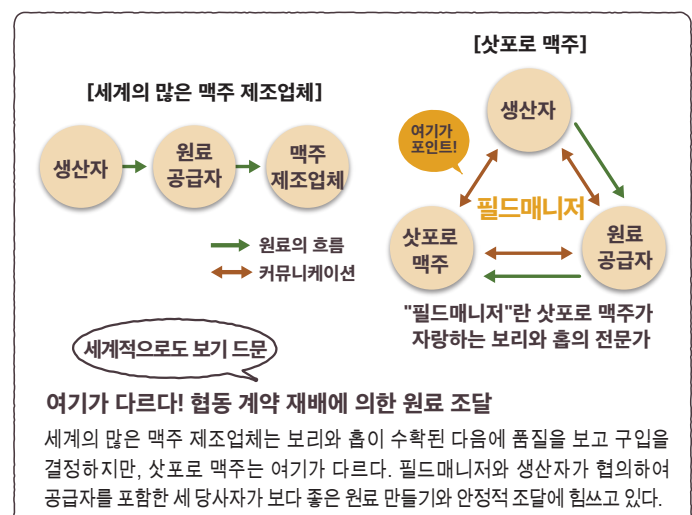 [삿포로 맥주]
[세계의 많은 맥주 제조업체]
생산자
여기가
포인트!
생산자
원료
공급자
맥주
제조업체
필드매니저
삿포로
맥주
원료
공급자
원료의 흐름
커뮤니케이션
"필드매니저"란 삿포로 맥주가
자랑하는 보리와 홉의 전문가
세계적으로도 보기 드문
여기가 다르다! 협동 계약 재배에 의한 원료 조달
세계의 많은 맥주 제조업체는 보리와 홉이 수확된 다음에 품질을 보고 구입을
결정하지만, 삿포로 맥주는 여기가 다르다. 필드매니저와 생산자가 협의하여
공급자를 포함한 세 당사자가 보다 좋은 원료 만들기와 안정적 조달에 힘쓰고 있다.